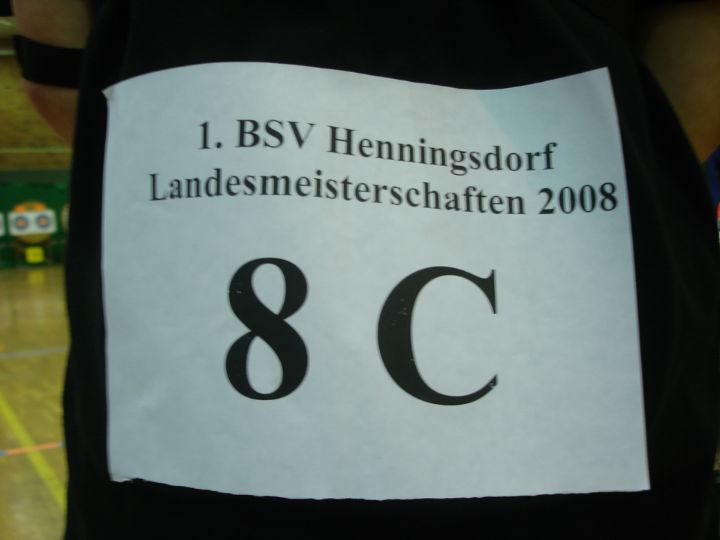 1. BSV Henningsdorf
Landesmeisterschaften 2008
8 C